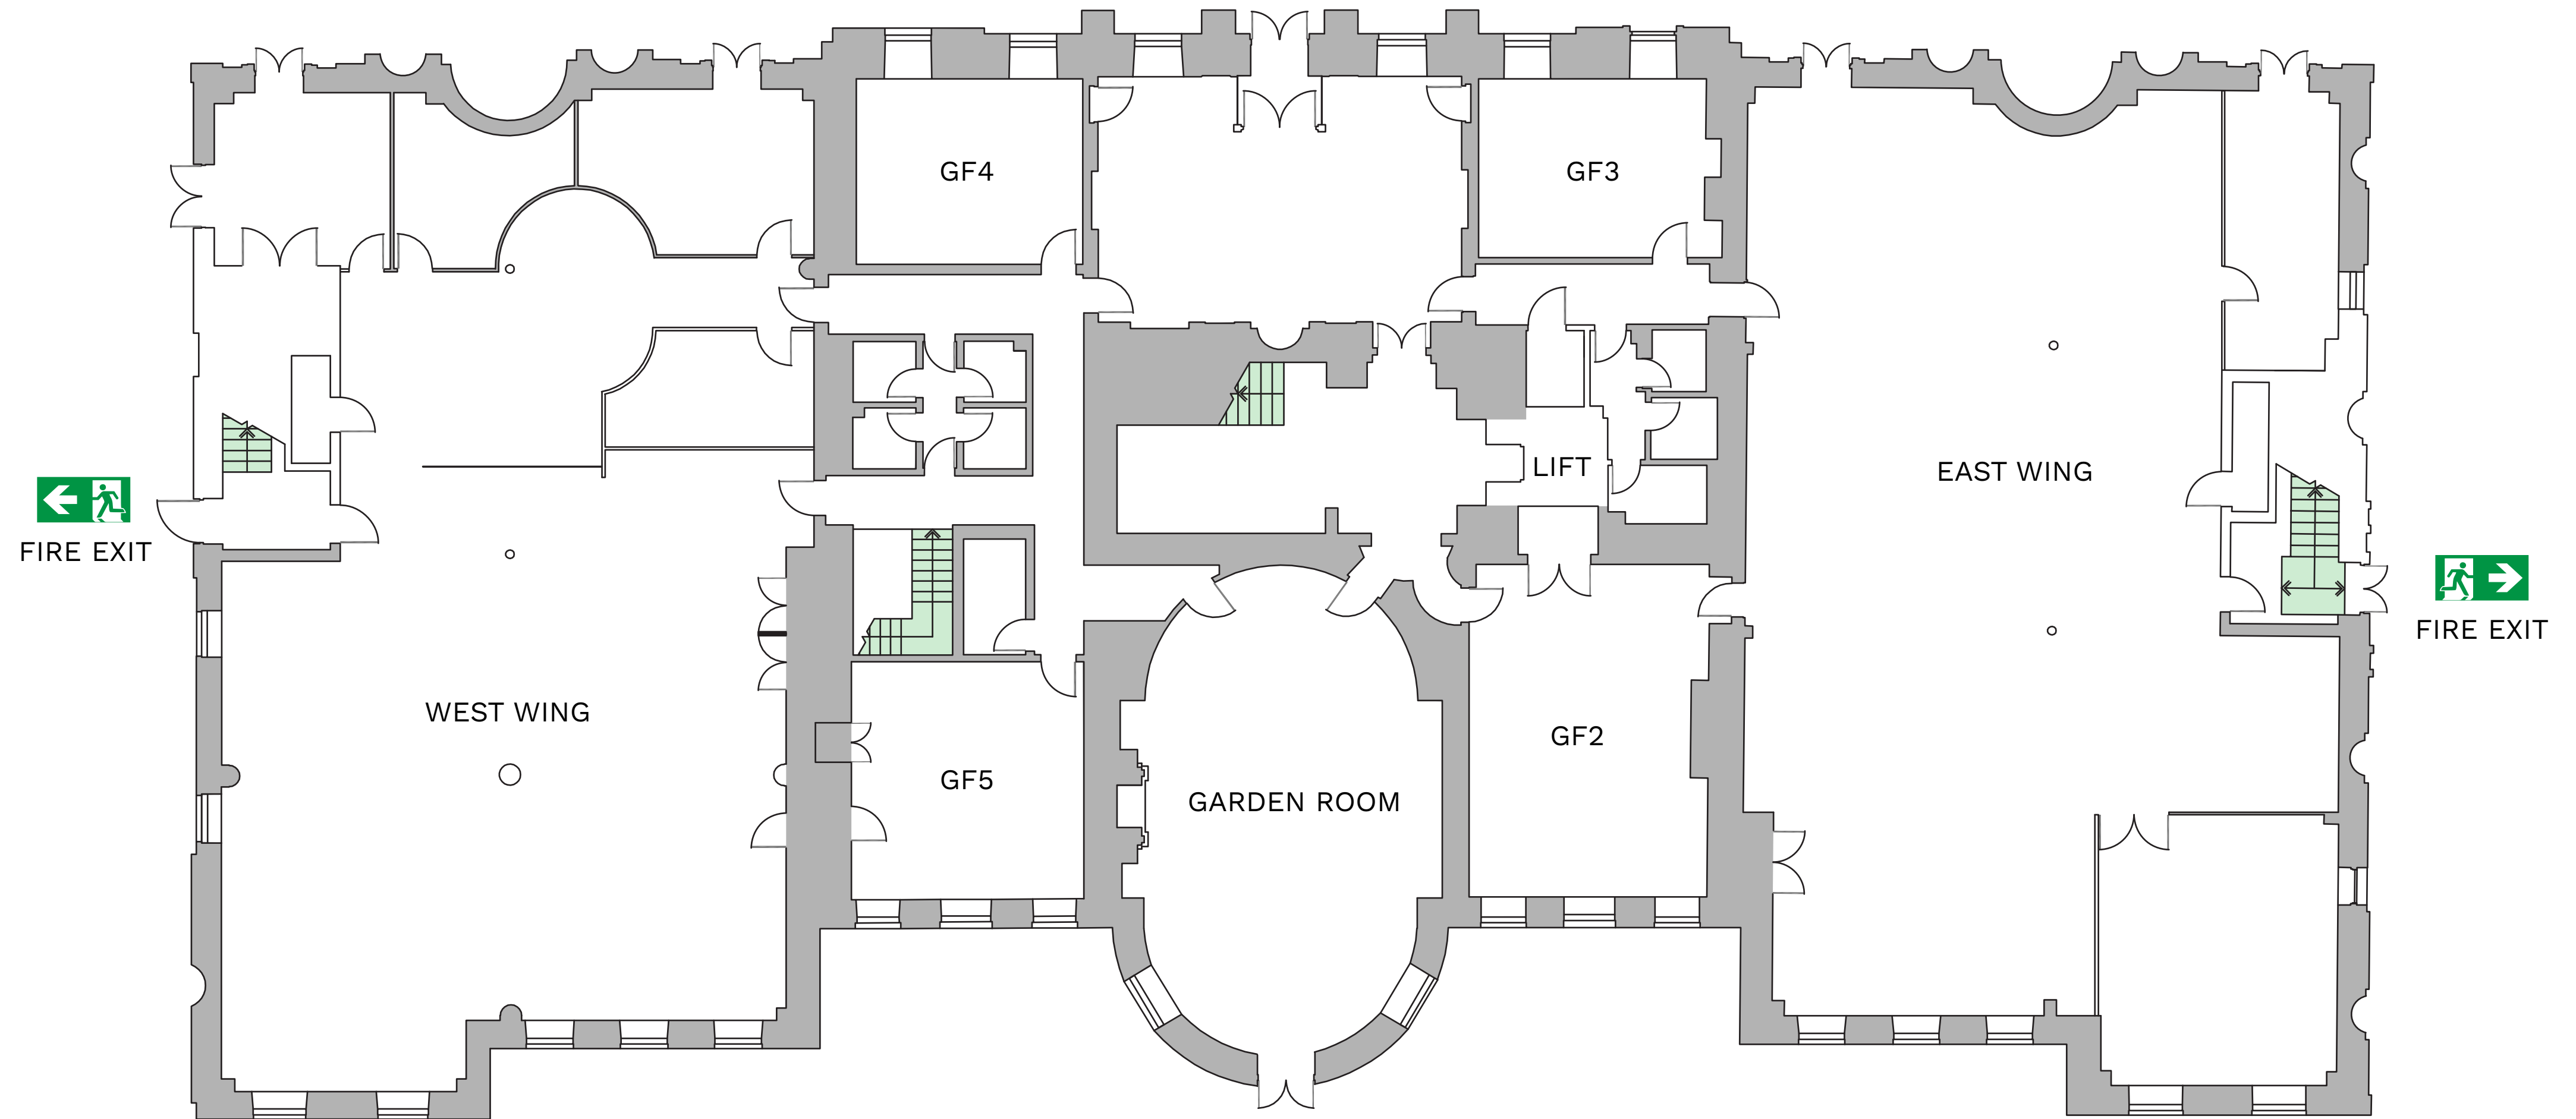 GF4
GF3
LIFT
EAST WING
FIRE EXIT
FIRE EXIT
WEST WING
GF2
GF5
GARDEN ROOM